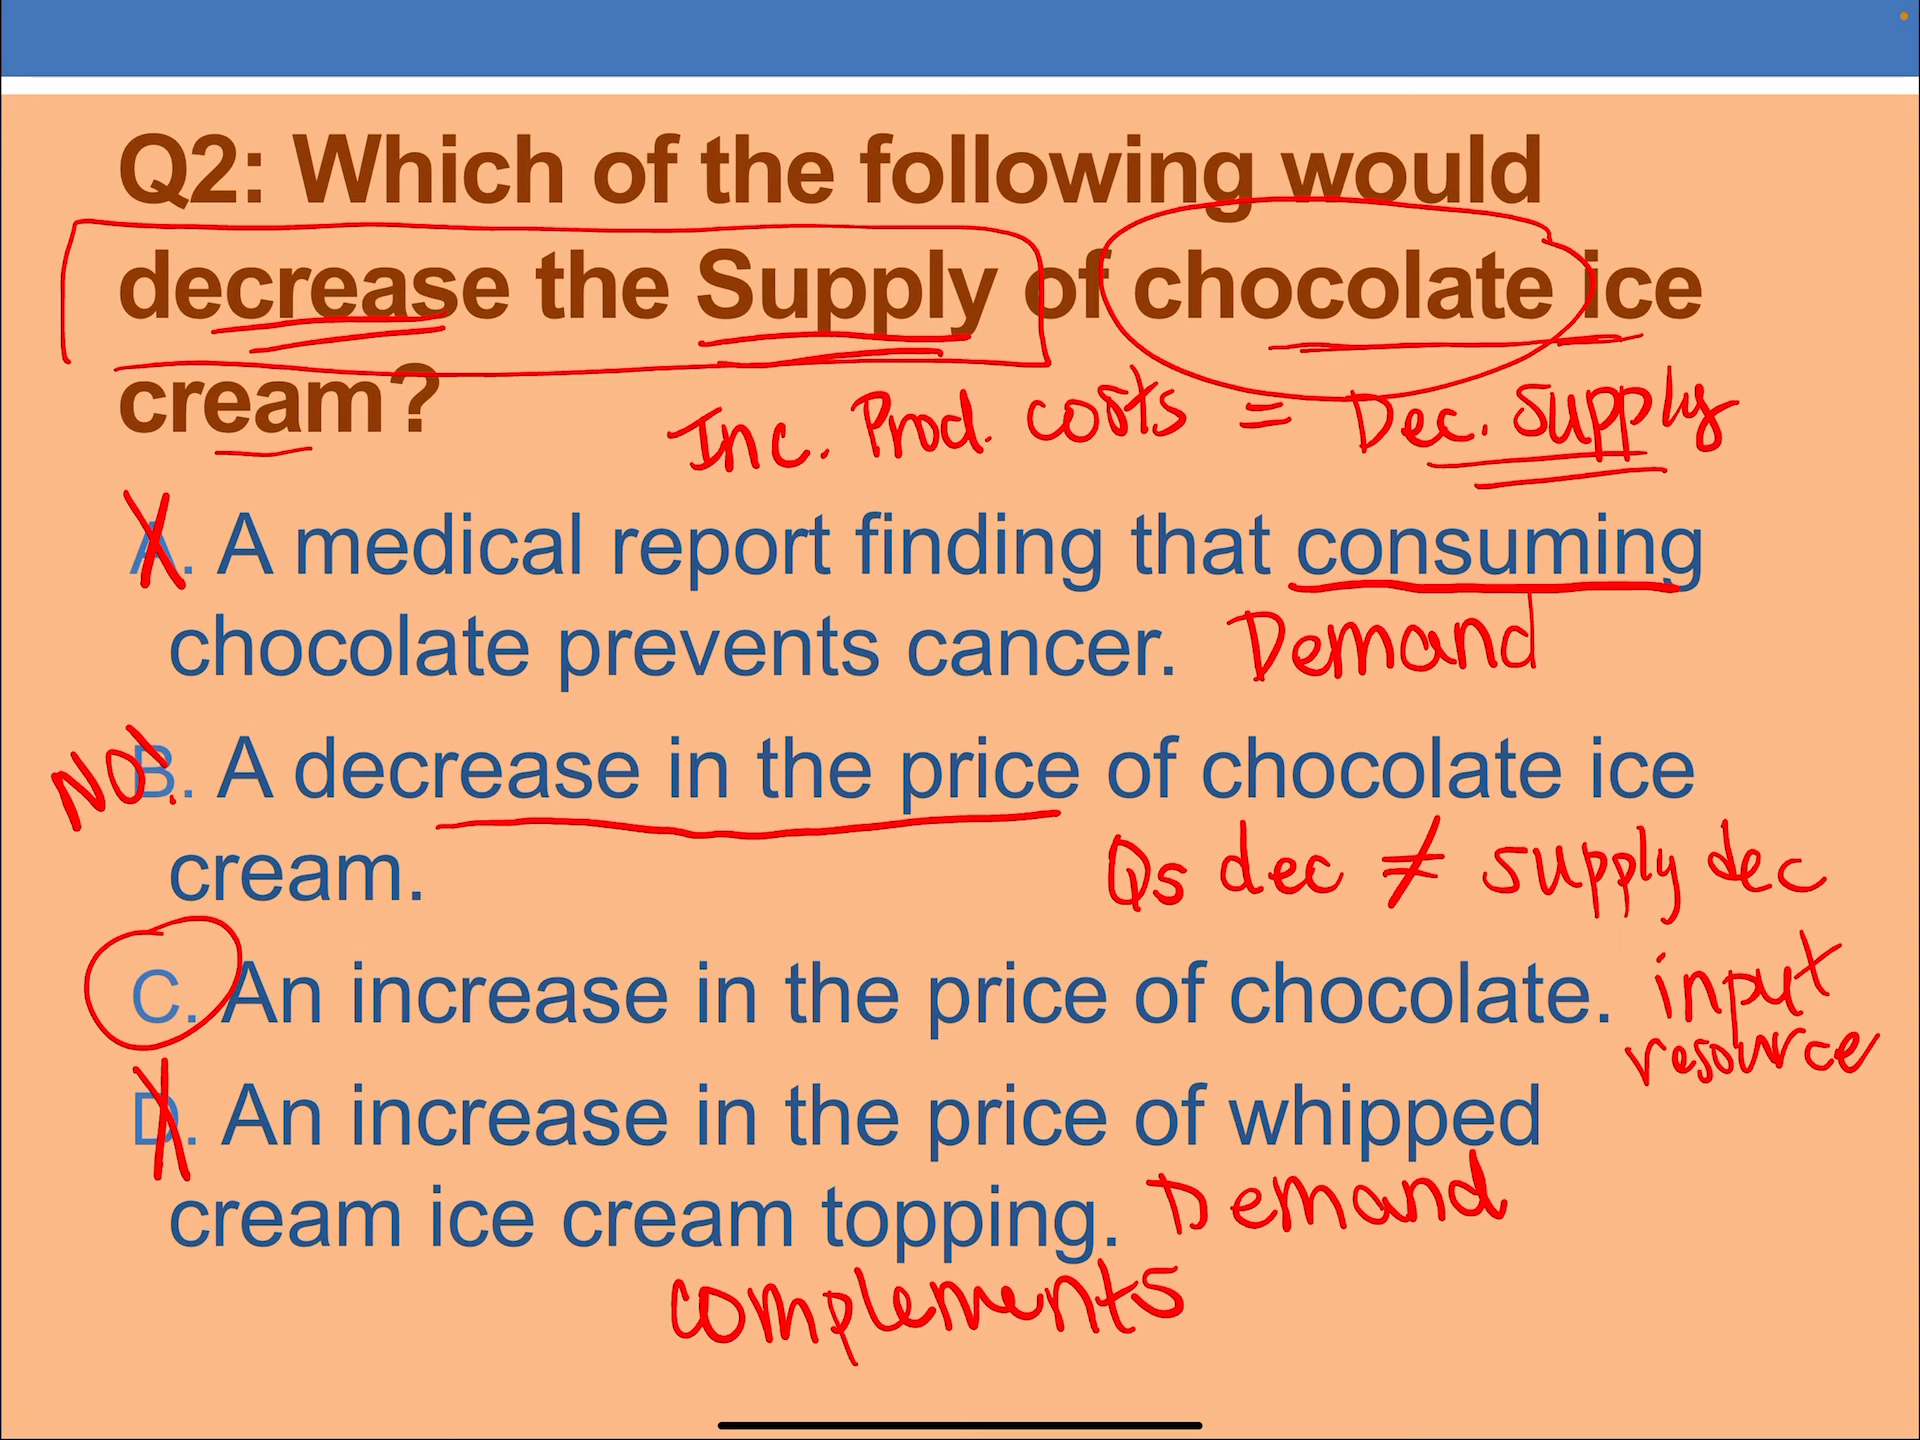 Q2: Which of the following would
decrease the Supply of chocolate ice
cream?
Inc. Prod. costs = Dec. supply
A. A medical report finding that consuming
chocolate prevents cancer. Demand
NO! B. A decrease in the price of chocolate ice
cream.
Qs dec ≠ supply dec
C. An increase in the price of chocolate. input
resource
D. An increase in the price of whipped
cream ice cream topping. Demand
complements